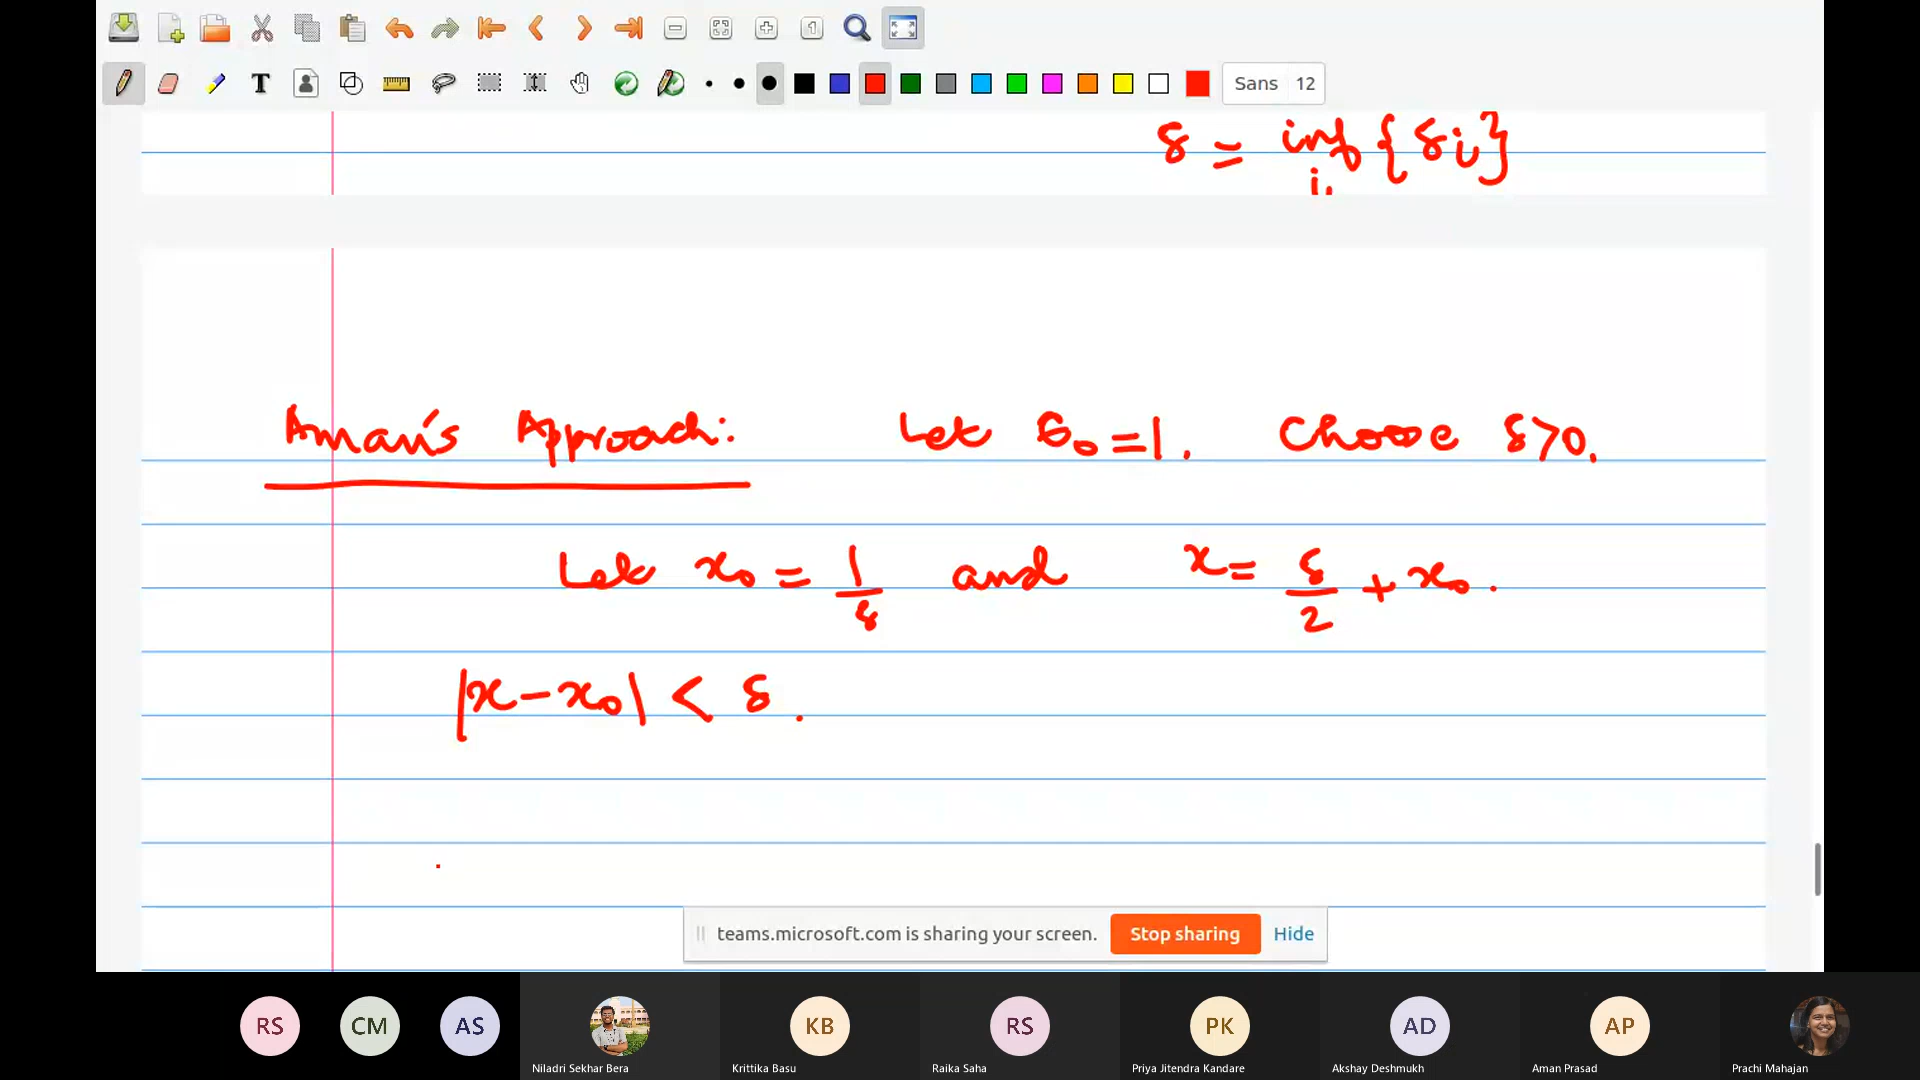 T
Sans 12
δ = inf {δi}
i.
Aman's Approach: Let ε₀ = 1. Choose δ>0.
Let x₀ = 1/δ and x = δ/2 + x₀.
|x - x₀| < δ.
teams.microsoft.com is sharing your screen. Stop sharing Hide
RS CM AS KB RS PK AD AP
Niladri Sekhar Bera Krittika Basu Raika Saha Priya Jitendra Kandare Akshay Deshmukh Aman Prasad Prachi Mahajan